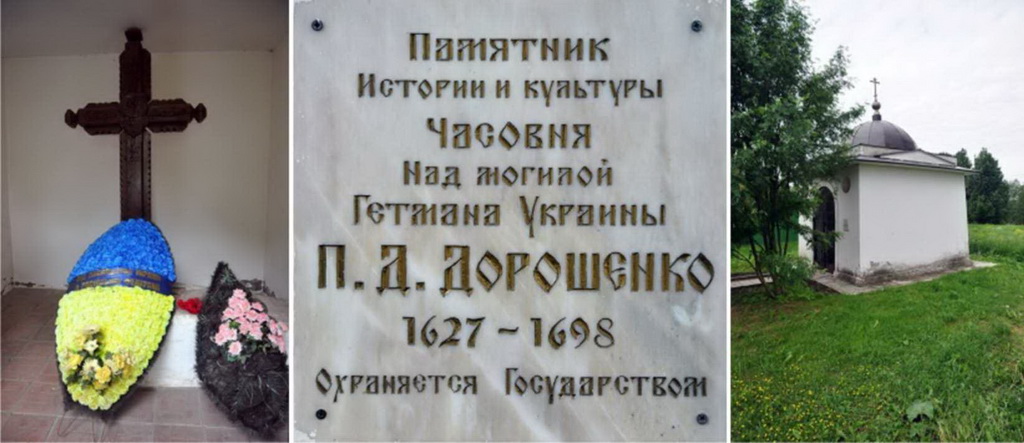 Памятник
Истории и культуры
Часовня
Над могилой
Гетмана Украины
П. Д. Дорошенко
1627 – 1698
Охраняется Государством